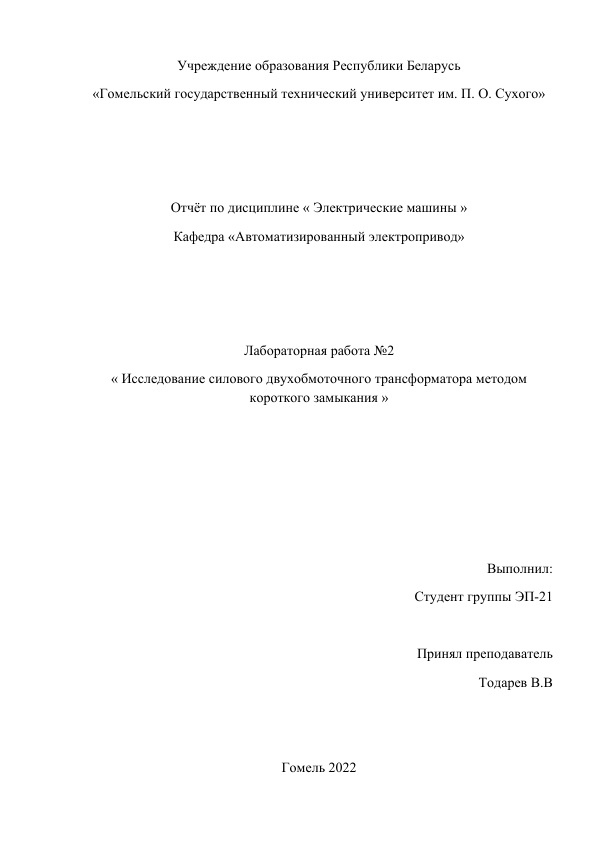 Учреждение образования Республики Беларусь
«Гомельский государственный технический университет им. П. О. Сухого»
Отчёт по дисциплине « Электрические машины »
Кафедра «Автоматизированный электропривод»
Лабораторная работа №2
« Исследование силового двухобмоточного трансформатора методом
короткого замыкания »
Выполнил:
Студент группы ЭП-21
Принял преподаватель
Тодарев В.В
Гомель 2022